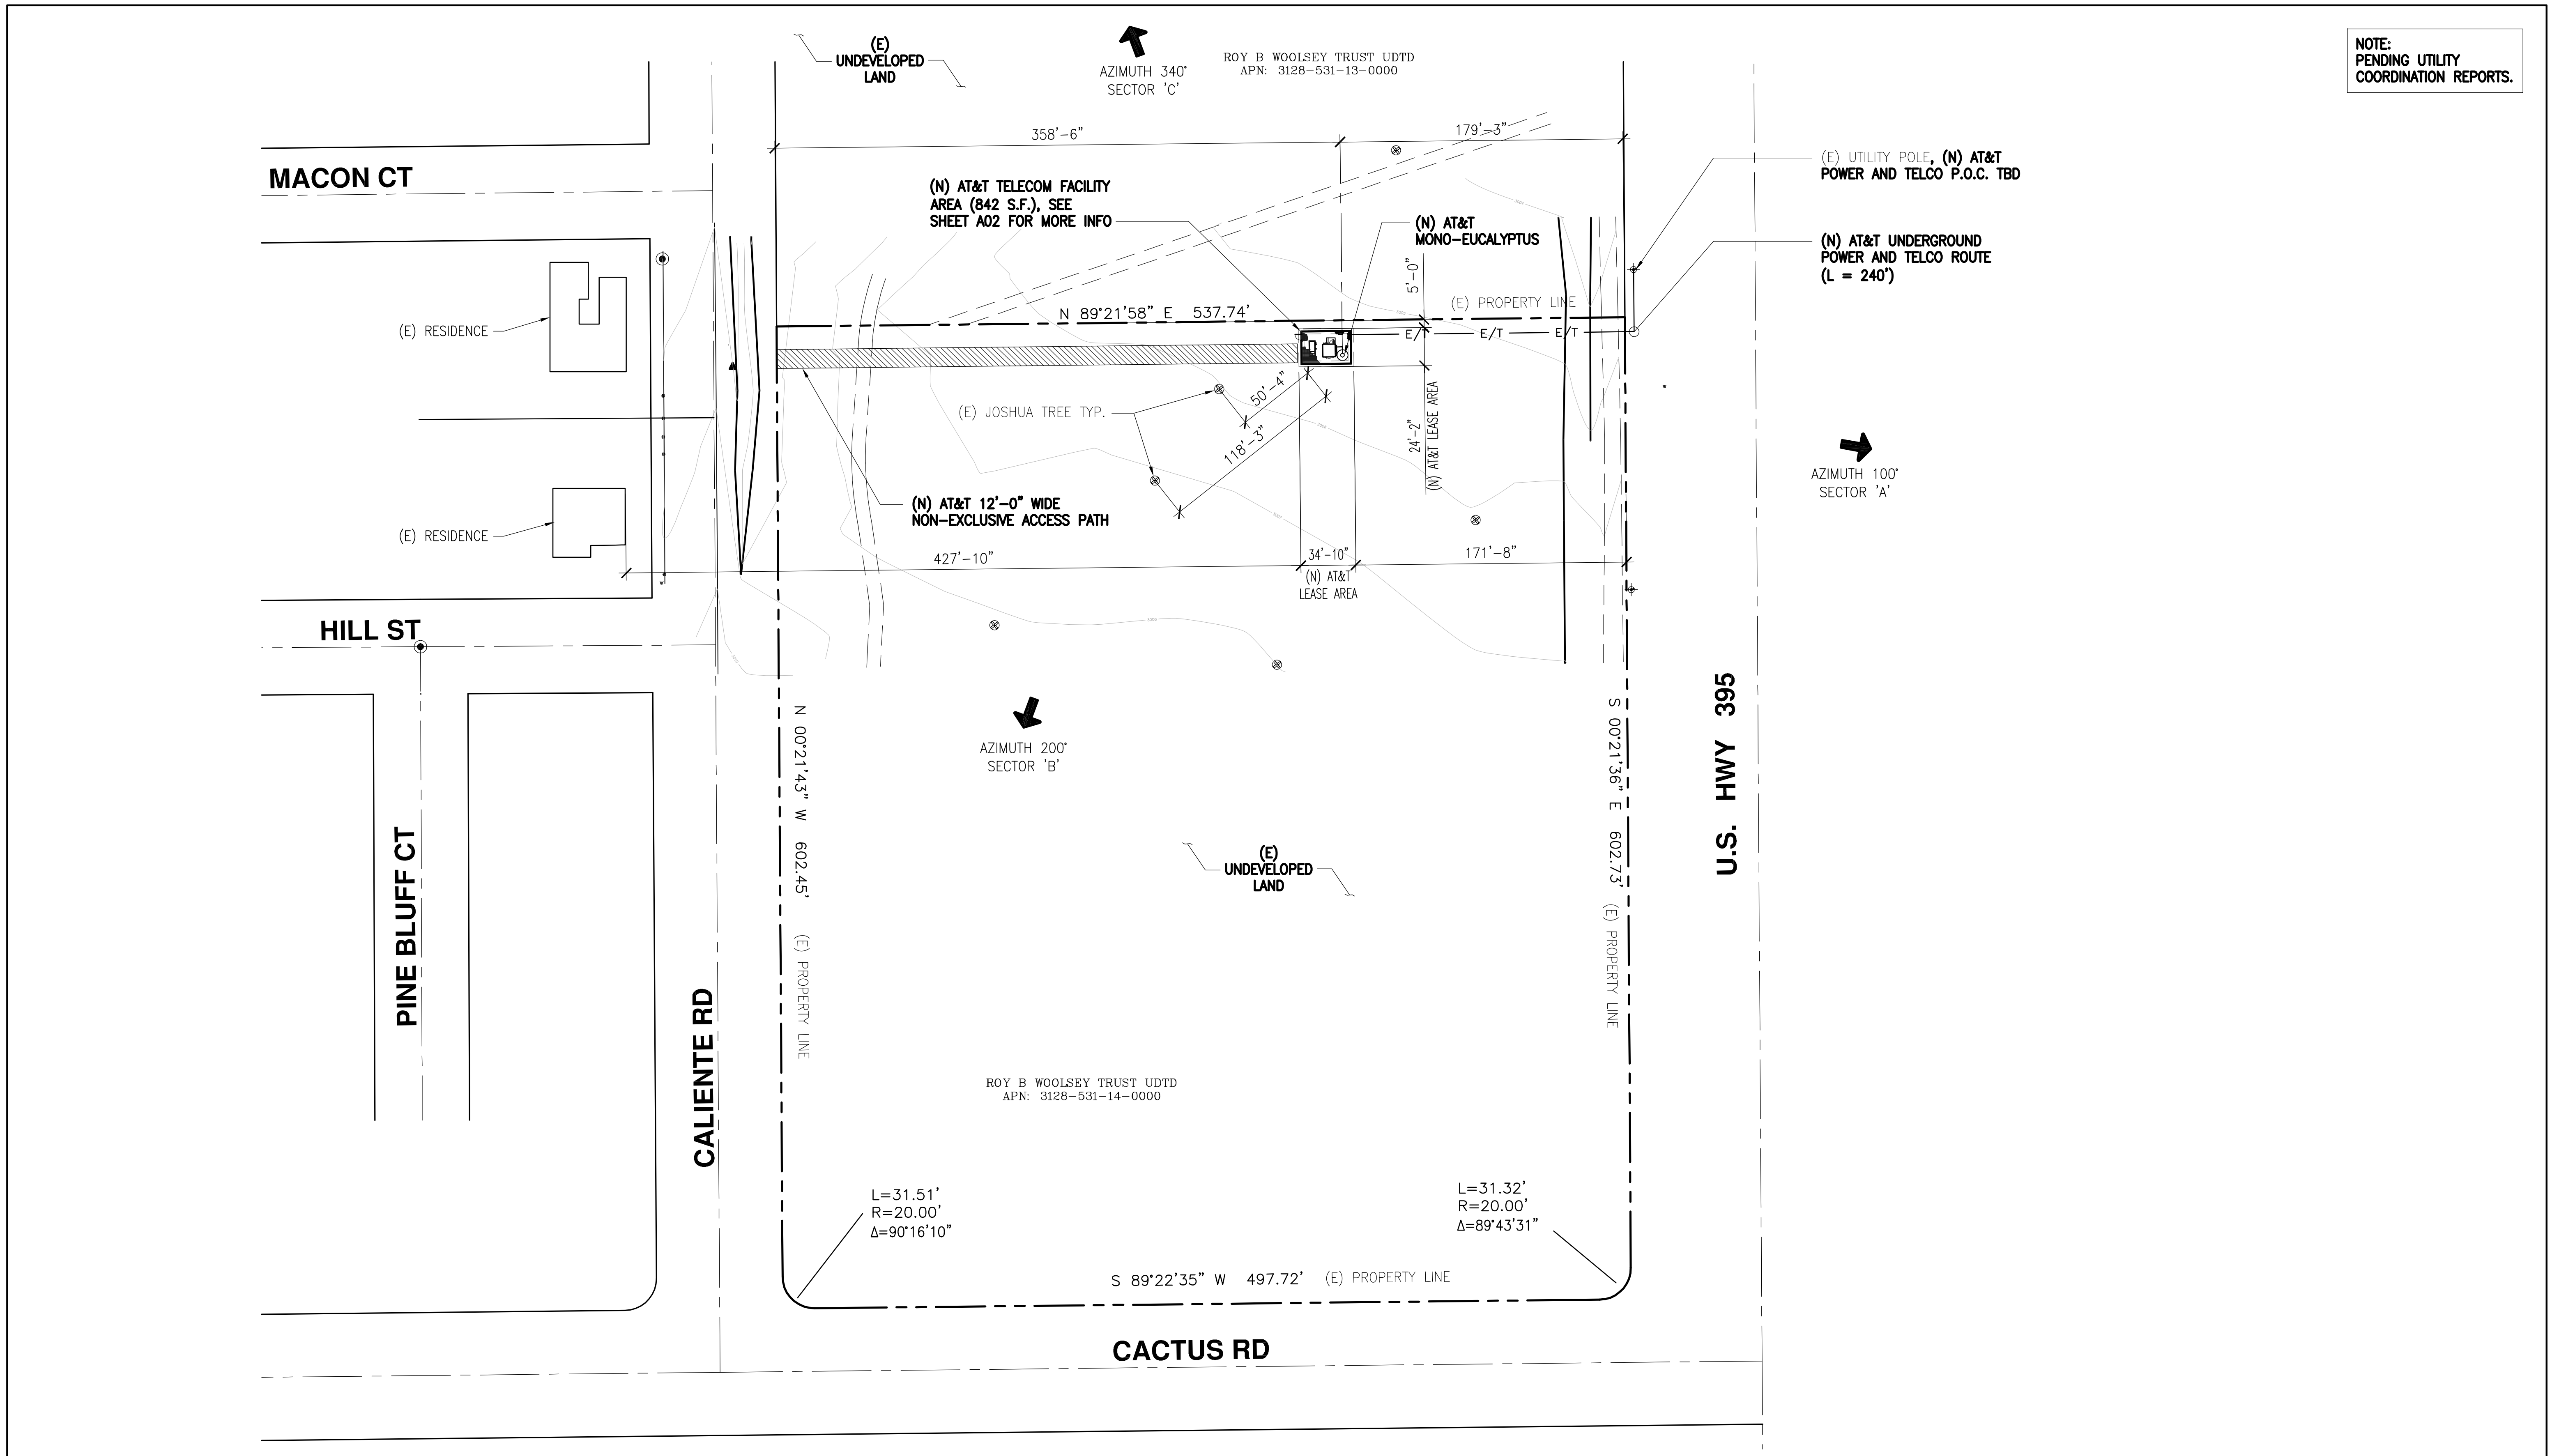 (E)
UNDEVELOPED
LAND
AZIMUTH 340°
SECTOR 'C'
ROY B WOOLSEY TRUST UDTD
APN: 3128-531-13-0000
NOTE:
PENDING UTILITY
COORDINATION REPORTS.
358'-6"
179'-3"
MACON CT
(E) UTILITY POLE, (N) AT&T
POWER AND TELCO P.O.C. TBD
(N) AT&T TELECOM FACILITY
AREA (842 S.F.), SEE
SHEET A02 FOR MORE INFO
(N) AT&T
MONO-EUCALYPTUS
(N) AT&T UNDERGROUND
POWER AND TELCO ROUTE
(L = 240')
5'-0"
(E) PROPERTY LINE
N 89°21'58" E 537.74'
E/T
E/T
E/T
(E) RESIDENCE
(E) JOSHUA TREE TYP.
50'-4"
118'-3"
24'-2"
(N) AT&T LEASE AREA
AZIMUTH 100°
SECTOR 'A'
(N) AT&T 12'-0" WIDE
NON-EXCLUSIVE ACCESS PATH
(E) RESIDENCE
427'-10"
34'-10"
171'-8"
(N) AT&T
LEASE AREA
HILL ST
AZIMUTH 200°
SECTOR 'B'
N 00°21'43" W 602.45'
(E) PROPERTY LINE
S 00°21'36" E 602.73'
(E) PROPERTY LINE
U.S. HWY 395
(E)
UNDEVELOPED
LAND
PINE BLUFF CT
CALIENTE RD
ROY B WOOLSEY TRUST UDTD
APN: 3128-531-14-0000
L=31.51'
R=20.00'
Δ=90°16'10"
L=31.32'
R=20.00'
Δ=89°43'31"
S 89°22'35" W 497.72' (E) PROPERTY LINE
CACTUS RD